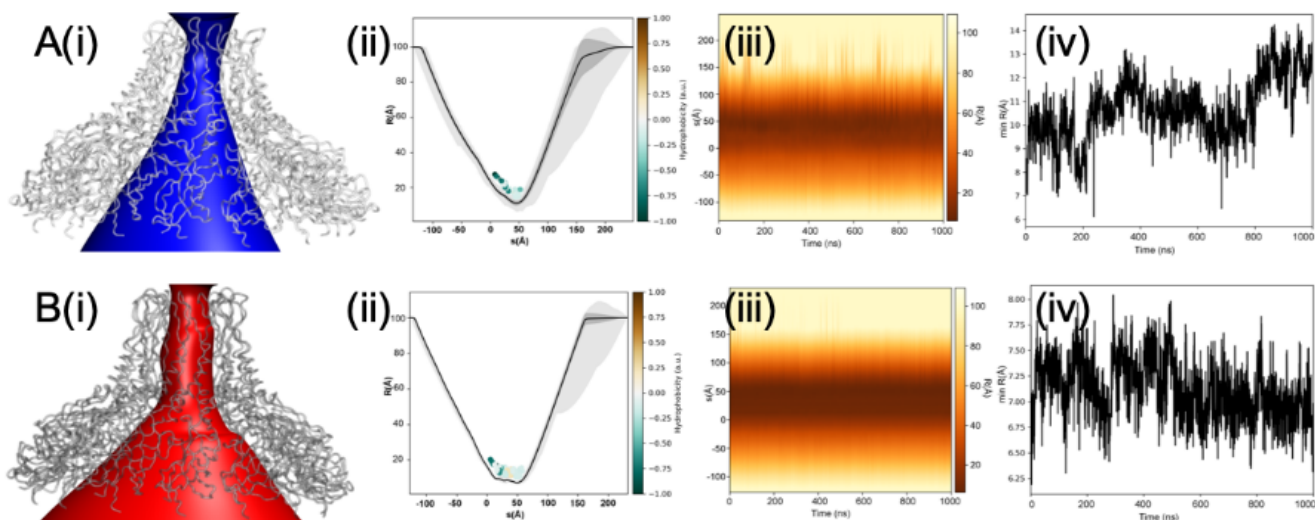 A(i)
(ii)
R(Å)
100
80
60
40
20
-100 -50 0 50 100 150 200
s(Å)
1.00
0.75
0.50
0.25
0.00
-0.25
-0.50
-0.75
-1.00
Hydrophobicity (a.u.)
(iii)
s(Å)
200
150
100
50
0
-50
-100
0 200 400 600 800 1000
Time (ns)
100
80
60
40
20
R(Å)
(iv)
min R(Å)
14
13
12
11
10
9
8
7
6
0 200 400 600 800 1000
Time (ns)
B(i)
(ii)
R(Å)
100
80
60
40
20
-100 -50 0 50 100 150 200
s(Å)
1.00
0.75
0.50
0.25
0.00
-0.25
-0.50
-0.75
-1.00
Hydrophobicity (a.u.)
(iii)
s(Å)
200
150
100
50
0
-50
-100
0 200 400 600 800 1000
Time (ns)
100
80
60
40
20
R(Å)
(iv)
min R(Å)
8.00
7.75
7.50
7.25
7.00
6.75
6.50
6.25
0 200 400 600 800 1000
Time (ns)